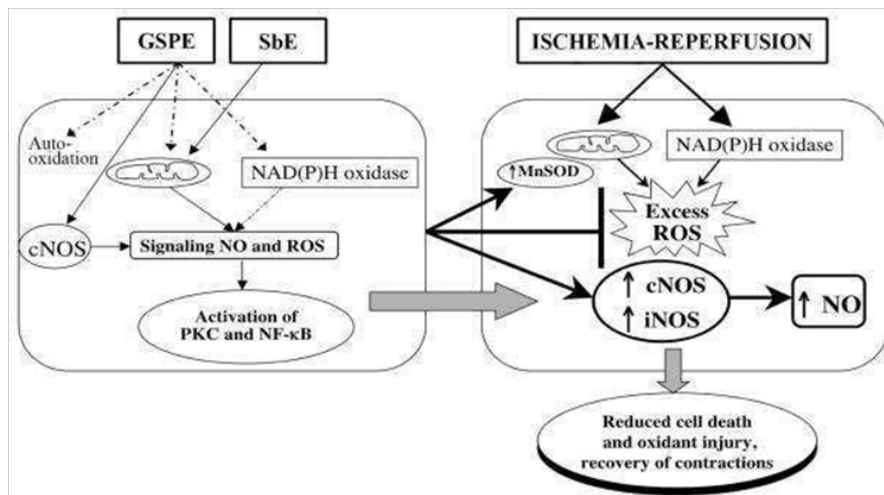 GSPE
SbE
ISCHEMIA-REPERFUSION
Auto-
oxidation
NAD(P)H oxidase
cNOS
Signaling NO and ROS
Activation of
PKC and NF-κB
NAD(P)H oxidase
↑MnSOD
Excess
ROS
↑ cNOS
↑ iNOS
↑ NO
Reduced cell death
and oxidant injury,
recovery of contractions